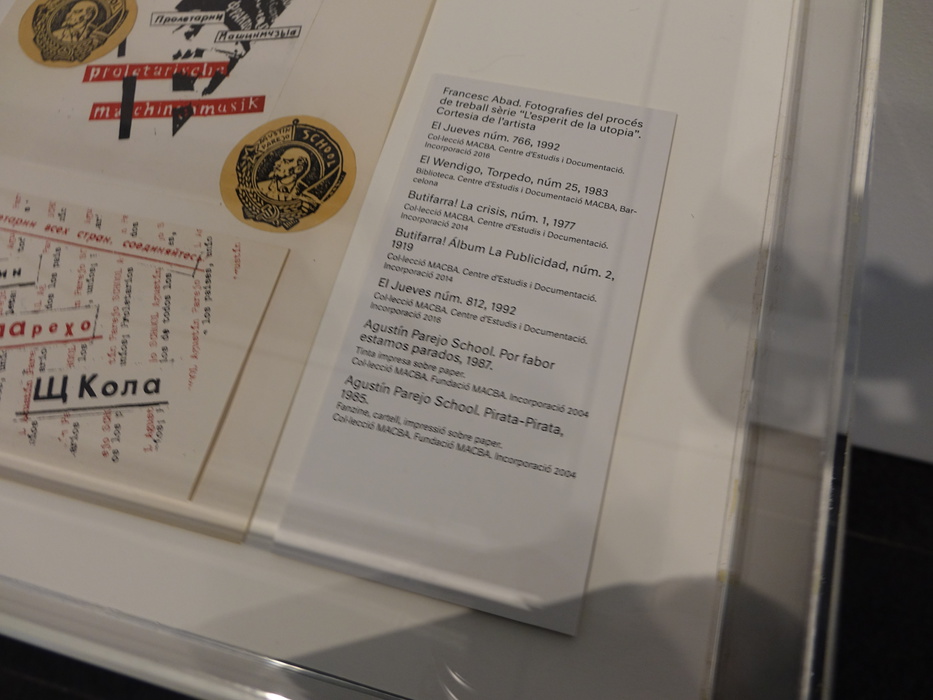 Пролетарии
Машинмузыа
proletarische
maschinenmusik
AGUSTIN PAREJO SCHOOL
всех стран, соединяйтесь
арехо
Щ Кола
Francesc Abad. Fotografies del procés
de treball sèrie "L'esperit de la utopia".
Cortesia de l'artista
El Jueves núm. 766, 1992
Col·lecció MACBA. Centre d'Estudis i Documentació.
Incorporació 2016
El Wendigo, Torpedo, núm 25, 1983
Biblioteca. Centre d'Estudis i Documentació MACBA, Bar-
celona
Butifarra! La crisis, núm. 1, 1977
Col·lecció MACBA. Centre d'Estudis i Documentació.
Incorporació 2014
Butifarra! Álbum La Publicidad, núm. 2,
1919
Col·lecció MACBA. Centre d'Estudis i Documentació.
Incorporació 2014
El Jueves núm. 812, 1992
Col·lecció MACBA. Centre d'Estudis i Documentació.
Incorporació 2016
Agustín Parejo School. Por fabor
estamos parados, 1987.
Tinta impresa sobre paper.
Col·lecció MACBA. Fundació MACBA. Incorporació 2004
Agustín Parejo School. Pirata-Pirata,
1985.
Fanzine, cartell, impressió sobre paper.
Col·lecció MACBA. Fundació MACBA. Incorporació 2004